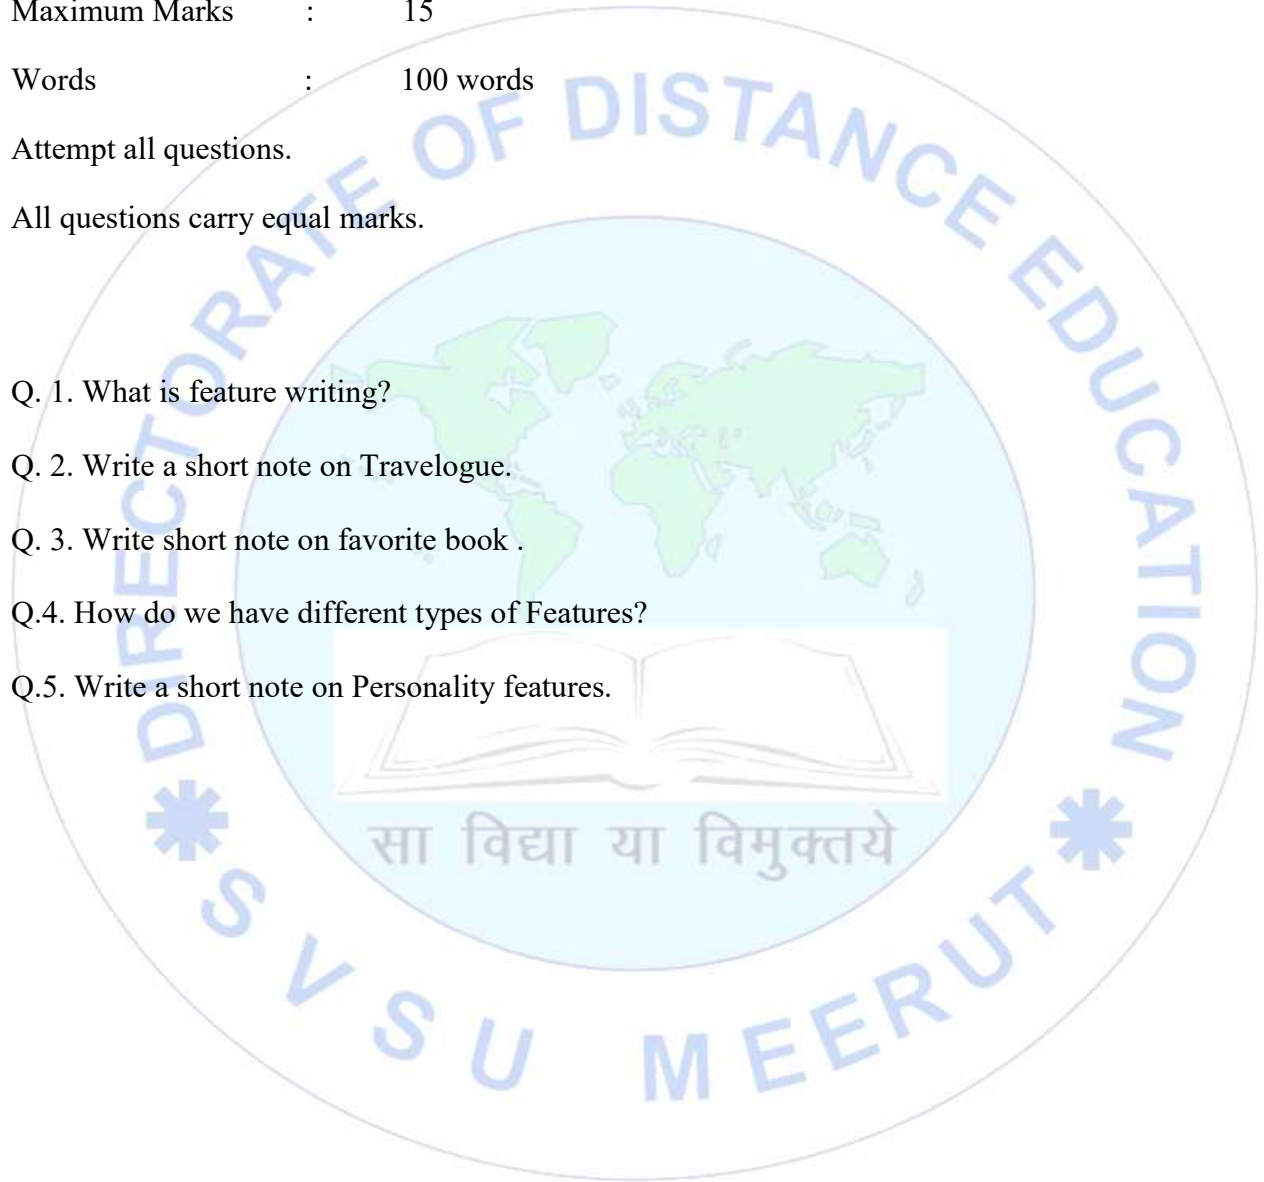 Maximum Marks : 15
Words : 100 words
Attempt all questions.
All questions carry equal marks.
Q. 1. What is feature writing?
Q. 2. Write a short note on Travelogue.
Q. 3. Write short note on favorite book .
Q.4. How do we have different types of Features?
Q.5. Write a short note on Personality features.
DIRECTORATE OF DISTANCE EDUCATION
सा विद्या या विमुक्तये
S V S U MEERUT